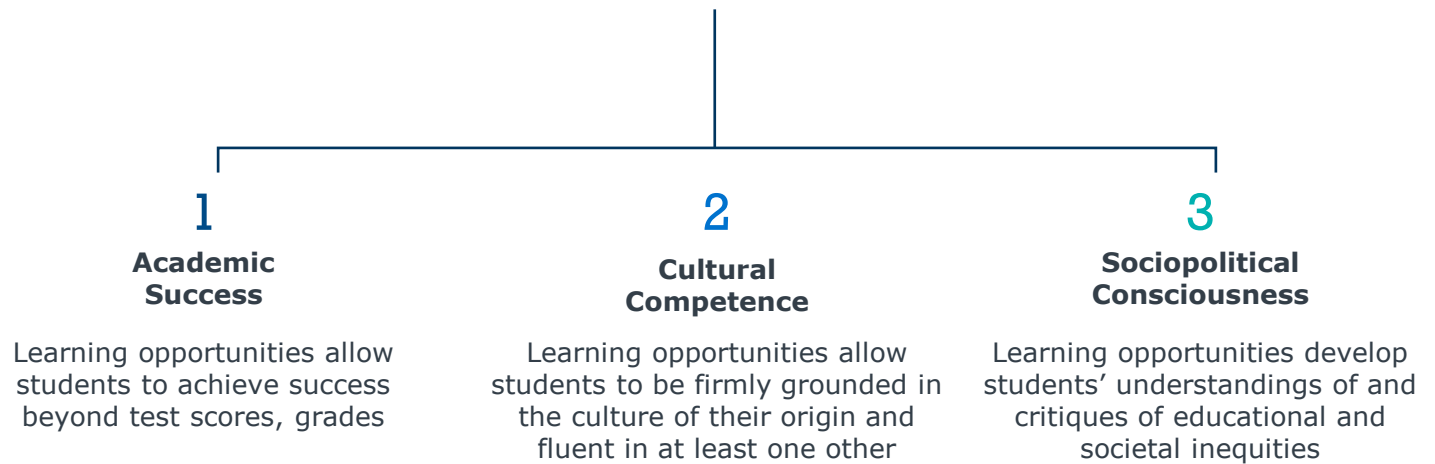 1
Academic
Success
Learning opportunities allow
students to achieve success
beyond test scores, grades
2
Cultural
Competence
Learning opportunities allow
students to be firmly grounded in
the culture of their origin and
fluent in at least one other
3
Sociopolitical
Consciousness
Learning opportunities develop
students’ understandings of and
critiques of educational and
societal inequities